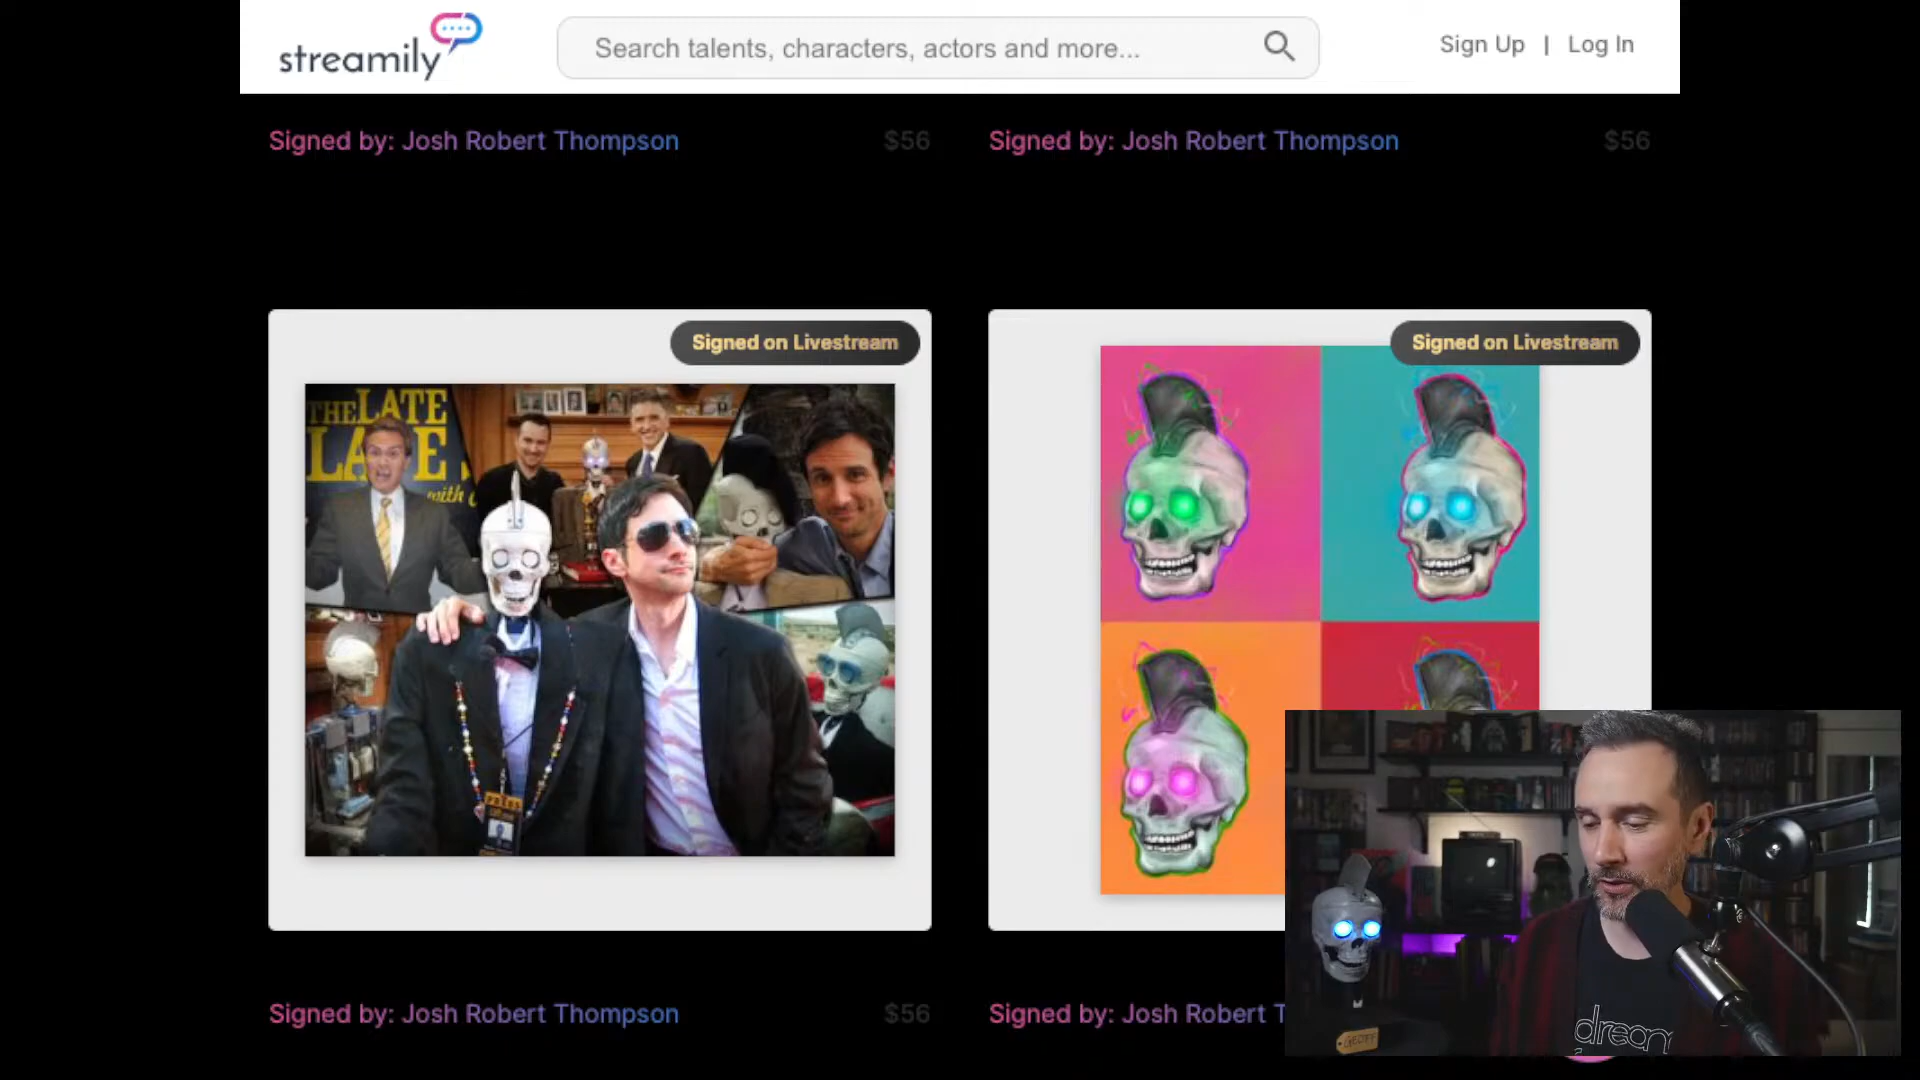 streamily
Search talents, characters, actors and more...
Sign Up | Log In
Signed by: Josh Robert Thompson $56
Signed by: Josh Robert Thompson $56
Signed on Livestream
Signed on Livestream
THE LATE
LATE
with
Signed by: Josh Robert Thompson $56
Signed by: Josh Robert T
GEOFF
dream